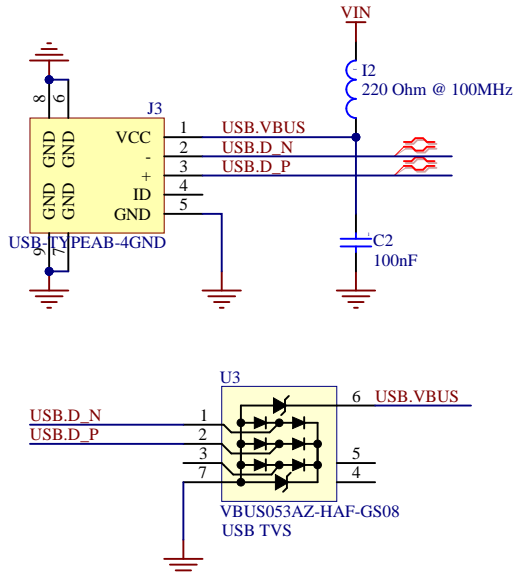 VIN
I2
220 Ohm @ 100MHz
8
6
J3
GND
GND
VCC
1
USB.VBUS
-
2
USB.D_N
+
3
USB.D_P
ID
4
GND
5
GND
GND
USB-TYPEAB-4GND
9
7
C2
100nF
U3
6
USB.VBUS
USB.D_N
1
USB.D_P
2
3
5
7
4
VBUS053AZ-HAF-GS08
USB TVS